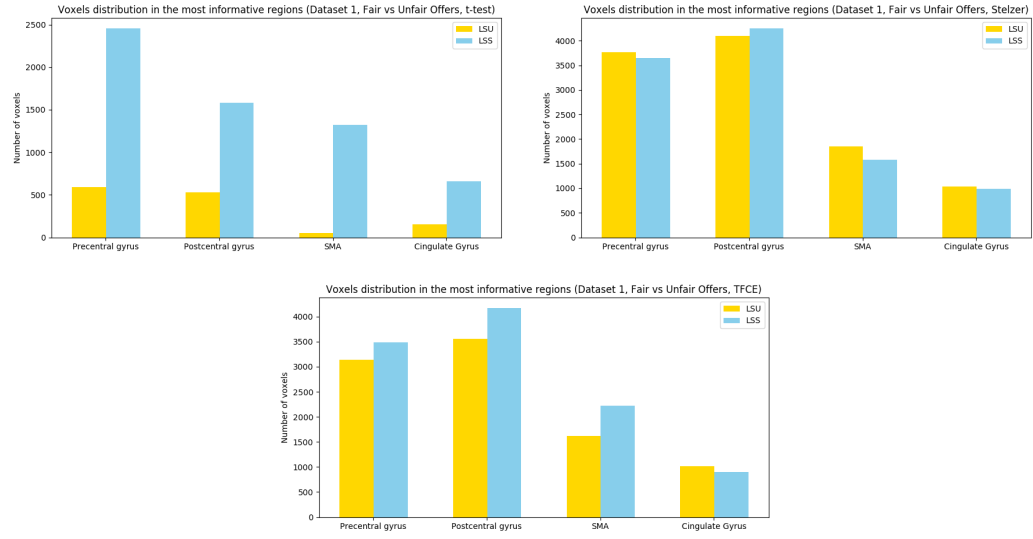 Voxels distribution in the most informative regions (Dataset 1, Fair vs Unfair Offers, t-test)
Number of voxels
2500
2000
1500
1000
500
0
LSU
LSS
Precentral gyrus
Postcentral gyrus
SMA
Cingulate Gyrus
Voxels distribution in the most informative regions (Dataset 1, Fair vs Unfair Offers, Stelzer)
Number of voxels
4000
3500
3000
2500
2000
1500
1000
500
0
LSU
LSS
Precentral gyrus
Postcentral gyrus
SMA
Cingulate Gyrus
Voxels distribution in the most informative regions (Dataset 1, Fair vs Unfair Offers, TFCE)
Number of voxels
4000
3500
3000
2500
2000
1500
1000
500
0
LSU
LSS
Precentral gyrus
Postcentral gyrus
SMA
Cingulate Gyrus